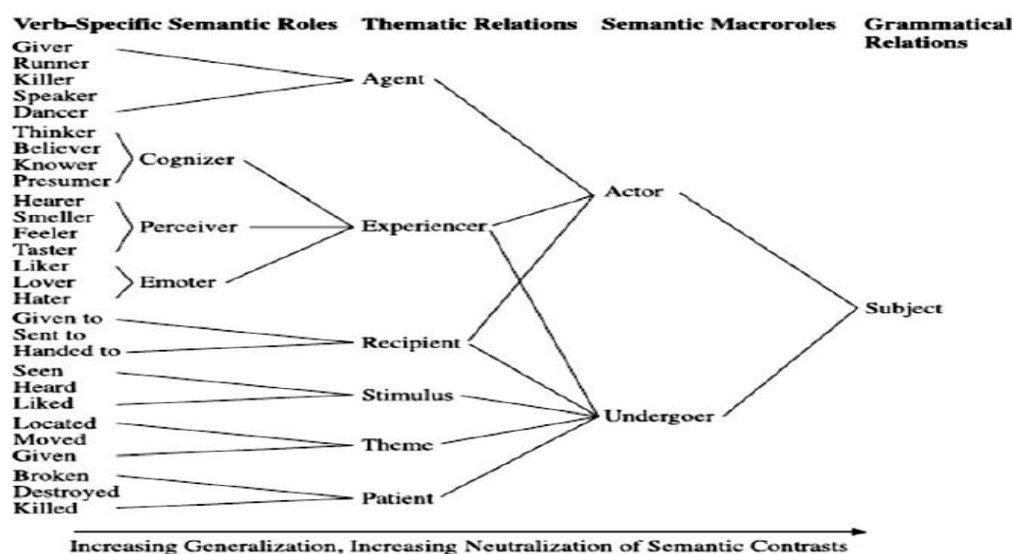 Verb-Specific Semantic Roles Thematic Relations Semantic Macroroles Grammatical
Relations
Giver
Runner
Killer
Speaker
Dancer
Agent
Thinker
Believer
Knower
Presumer
Cognizer
Hearer
Smeller
Feeler
Taster
Perceiver
Liker
Lover
Hater
Emoter
Experiencer
Given to
Sent to
Handed to
Recipient
Seen
Heard
Liked
Stimulus
Located
Moved
Given
Theme
Broken
Destroyed
Killed
Patient
Actor
Undergoer
Subject
Increasing Generalization, Increasing Neutralization of Semantic Contrasts